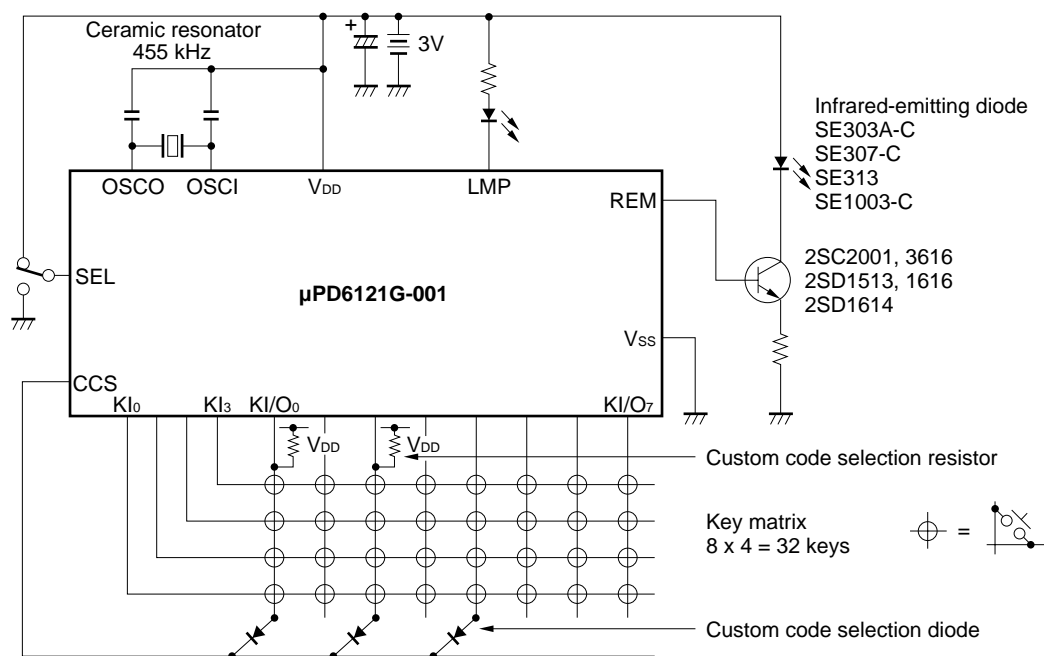 Ceramic resonator
455 kHz
+
3V
Infrared-emitting diode
SE303A-C
SE307-C
SE313
SE1003-C
OSCO
OSCI
VDD
LMP
REM
SEL
2SC2001, 3616
2SD1513, 1616
2SD1614
µPD6121G-001
VSS
CCS
KI0
KI3
KI/O0
KI/O7
VDD
VDD
Custom code selection resistor
Key matrix
8 x 4 = 32 keys
=
Custom code selection diode